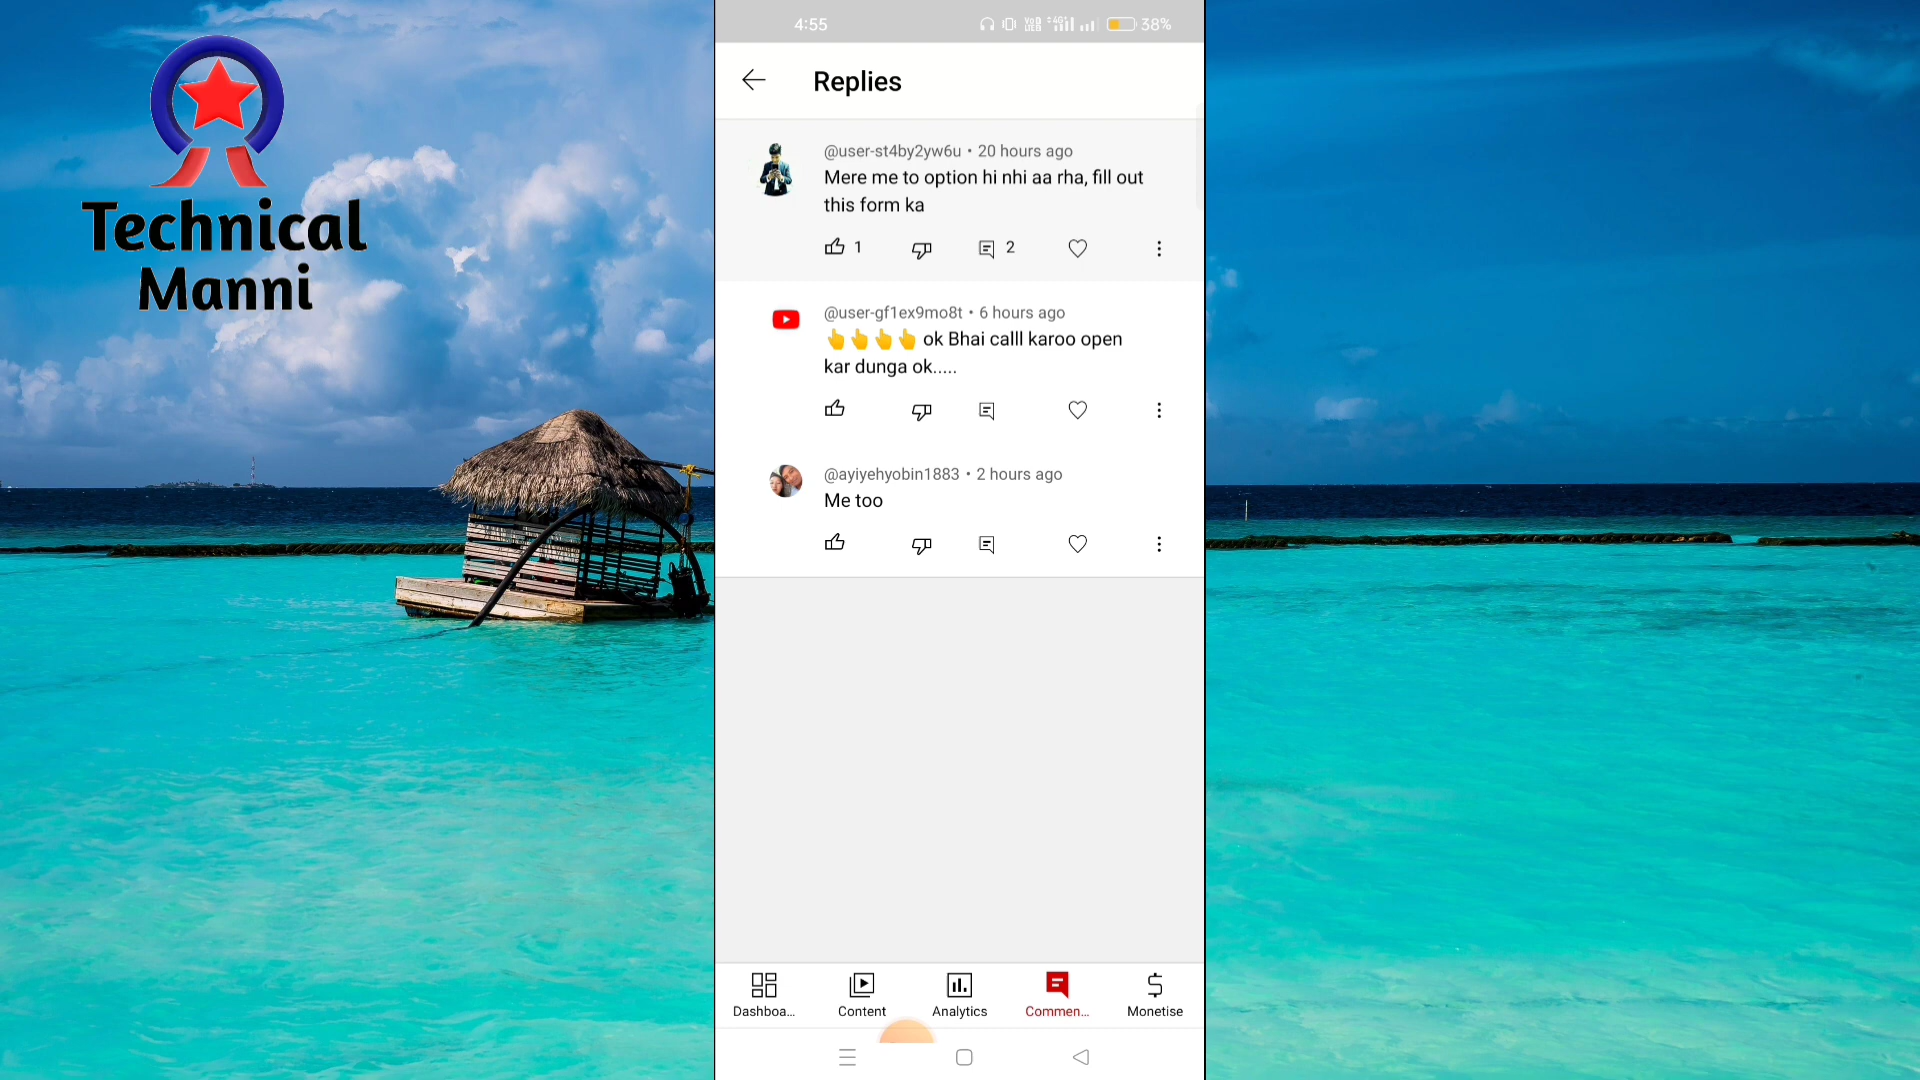 Technical
Manni
4:55
38%
Replies
@user-st4by2yw6u • 20 hours ago
Mere me to option hi nhi aa rha, fill out
this form ka
1
2
@user-gf1ex9mo8t • 6 hours ago
👆👆👆👆 ok Bhai calll karoo open
kar dunga ok.....
@ayiyehyobin1883 • 2 hours ago
Me too
Dashboa...
Content
Analytics
Commen...
Monetise